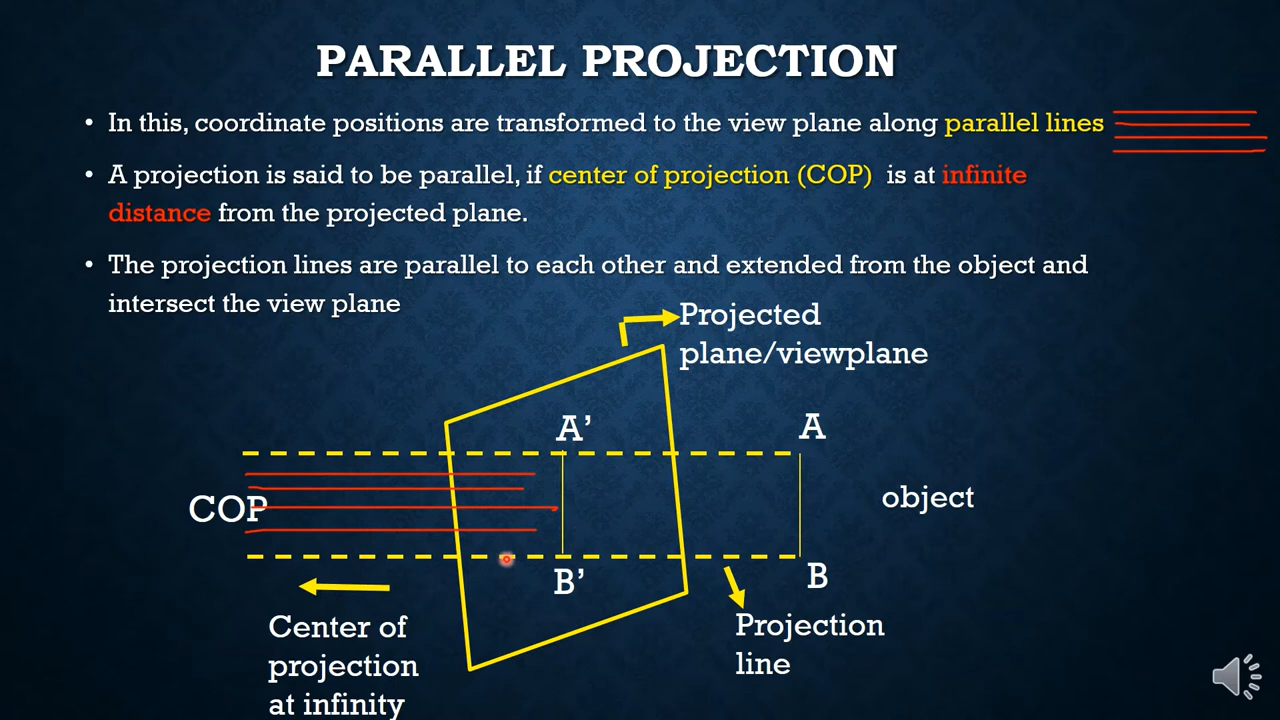 PARALLEL PROJECTION
• In this, coordinate positions are transformed to the view plane along parallel lines
• A projection is said to be parallel, if center of projection (COP) is at infinite
distance from the projected plane.
• The projection lines are parallel to each other and extended from the object and
intersect the view plane
Projected
plane/viewplane
A’
A
COP
object
B’
B
Center of
projection
at infinity
Projection
line